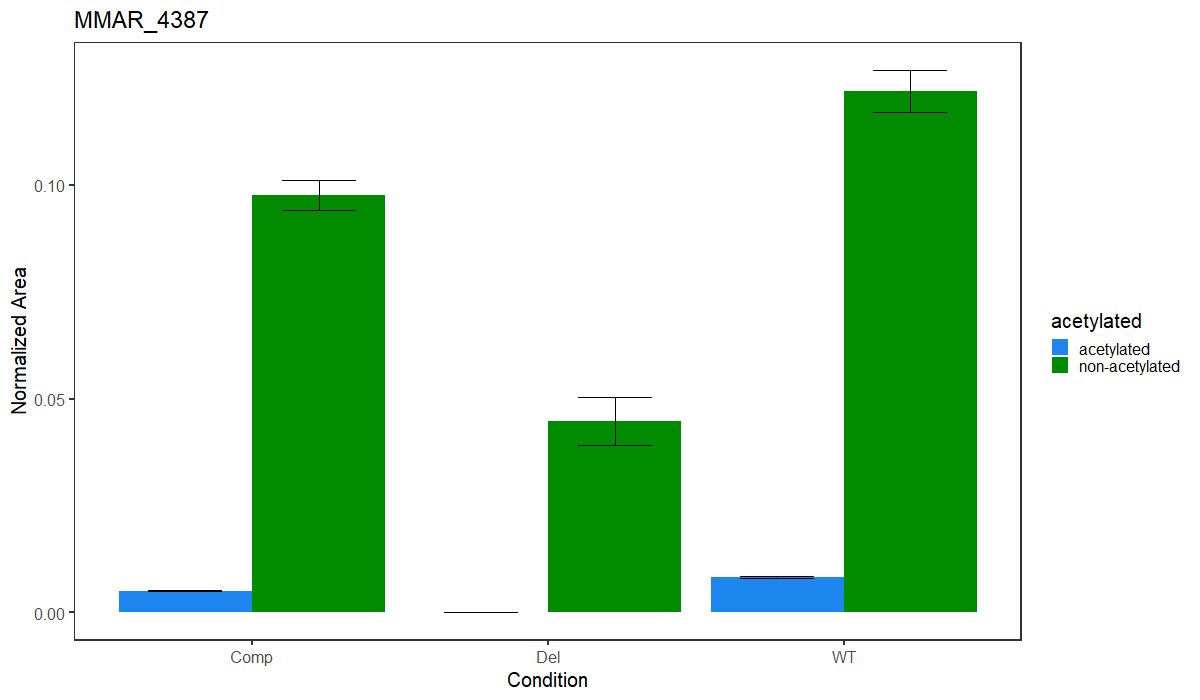 MMAR_4387
0.10
0.05
0.00
Normalized Area
Comp
Del
WT
Condition
acetylated
acetylated
non-acetylated